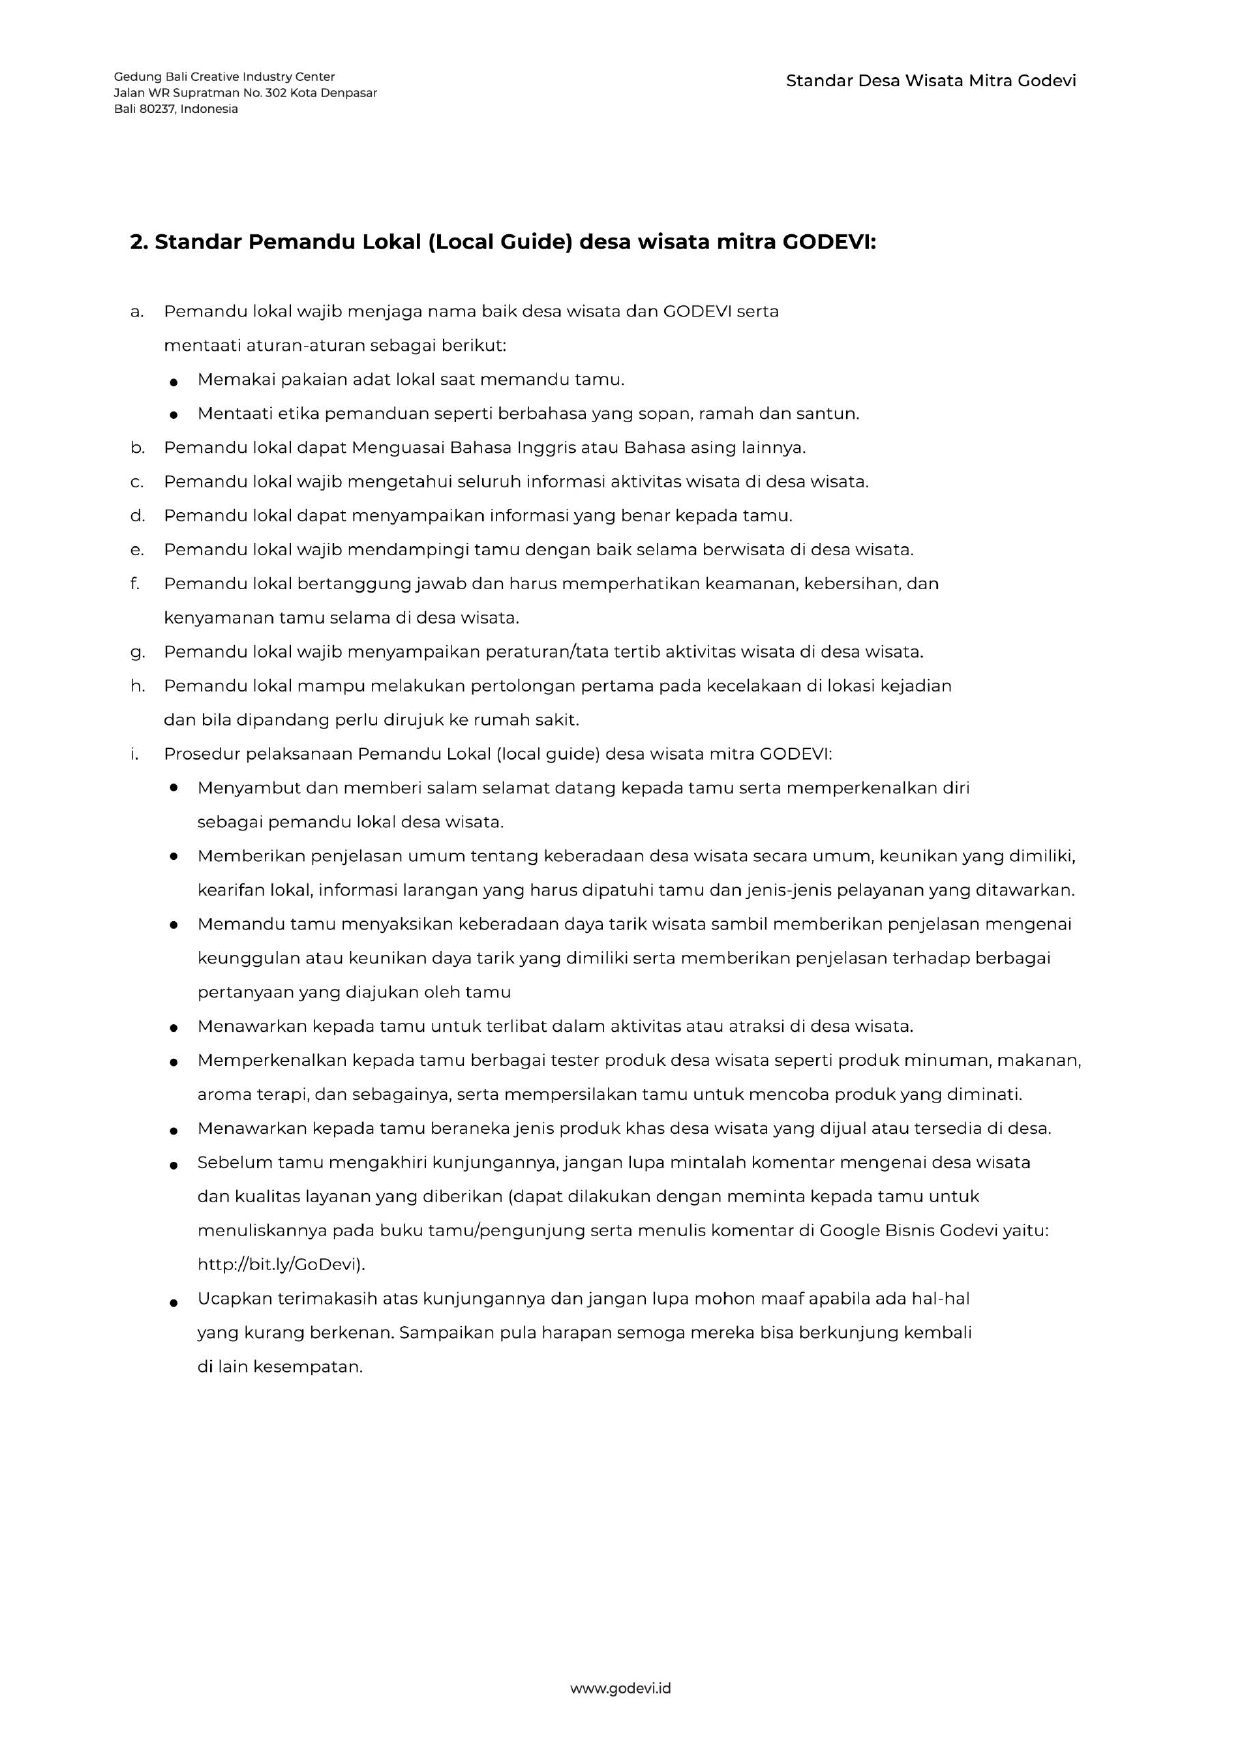 Gedung Bali Creative Industry Center
Jalan WR Supratman No. 302 Kota Denpasar
Bali 80237, Indonesia
Standar Desa Wisata Mitra Godevi
2. Standar Pemandu Lokal (Local Guide) desa wisata mitra GODEVI:
a. Pemandu lokal wajib menjaga nama baik desa wisata dan GODEVI serta
mentaati aturan-aturan sebagai berikut:
● Memakai pakaian adat lokal saat memandu tamu.
● Mentaati etika pemanduan seperti berbahasa yang sopan, ramah dan santun.
b. Pemandu lokal dapat Menguasai Bahasa Inggris atau Bahasa asing lainnya.
c. Pemandu lokal wajib mengetahui seluruh informasi aktivitas wisata di desa wisata.
d. Pemandu lokal dapat menyampaikan informasi yang benar kepada tamu.
e. Pemandu lokal wajib mendampingi tamu dengan baik selama berwisata di desa wisata.
f. Pemandu lokal bertanggung jawab dan harus memperhatikan keamanan, kebersihan, dan
kenyamanan tamu selama di desa wisata.
g. Pemandu lokal wajib menyampaikan peraturan/tata tertib aktivitas wisata di desa wisata.
h. Pemandu lokal mampu melakukan pertolongan pertama pada kecelakaan di lokasi kejadian
dan bila dipandang perlu dirujuk ke rumah sakit.
i. Prosedur pelaksanaan Pemandu Lokal (local guide) desa wisata mitra GODEVI:
● Menyambut dan memberi salam selamat datang kepada tamu serta memperkenalkan diri
sebagai pemandu lokal desa wisata.
● Memberikan penjelasan umum tentang keberadaan desa wisata secara umum, keunikan yang dimiliki,
kearifan lokal, informasi larangan yang harus dipatuhi tamu dan jenis-jenis pelayanan yang ditawarkan.
● Memandu tamu menyaksikan keberadaan daya tarik wisata sambil memberikan penjelasan mengenai
keunggulan atau keunikan daya tarik yang dimiliki serta memberikan penjelasan terhadap berbagai
pertanyaan yang diajukan oleh tamu
● Menawarkan kepada tamu untuk terlibat dalam aktivitas atau atraksi di desa wisata.
● Memperkenalkan kepada tamu berbagai tester produk desa wisata seperti produk minuman, makanan,
aroma terapi, dan sebagainya, serta mempersilakan tamu untuk mencoba produk yang diminati.
● Menawarkan kepada tamu beraneka jenis produk khas desa wisata yang dijual atau tersedia di desa.
● Sebelum tamu mengakhiri kunjungannya, jangan lupa mintalah komentar mengenai desa wisata
dan kualitas layanan yang diberikan (dapat dilakukan dengan meminta kepada tamu untuk
menuliskannya pada buku tamu/pengunjung serta menulis komentar di Google Bisnis Godevi yaitu:
http://bit.ly/GoDevi).
● Ucapkan terimakasih atas kunjungannya dan jangan lupa mohon maaf apabila ada hal-hal
yang kurang berkenan. Sampaikan pula harapan semoga mereka bisa berkunjung kembali
di lain kesempatan.
www.godevi.id